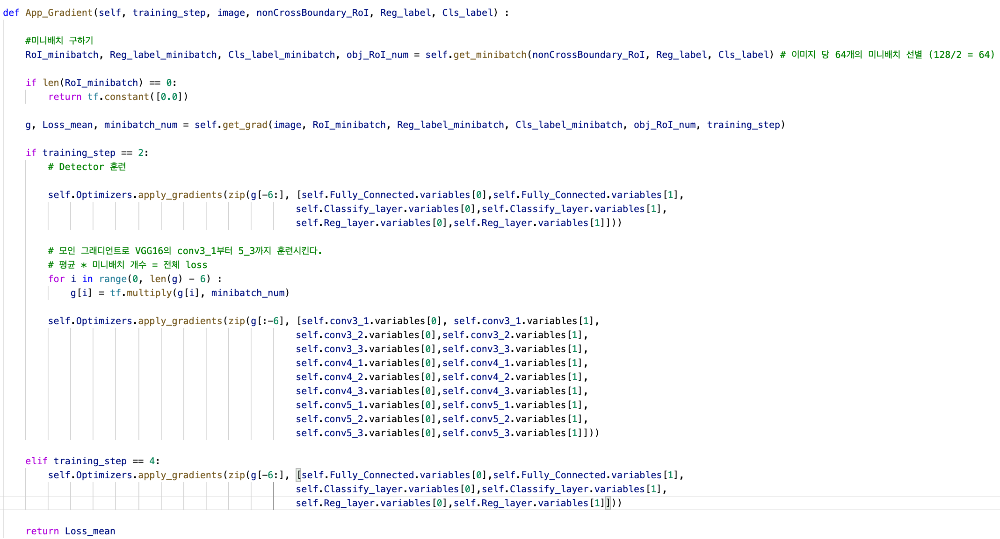 def App_Gradient(self, training_step, image, nonCrossBoundary_RoI, Reg_label, Cls_label) :
#미니배치 구하기
RoI_minibatch, Reg_label_minibatch, Cls_label_minibatch, obj_RoI_num = self.get_minibatch(nonCrossBoundary_RoI, Reg_label, Cls_label) # 이미지 당 64개의 미니배치 선별 (128/2 = 64)
if len(RoI_minibatch) == 0:
return tf.constant([0.0])
g, Loss_mean, minibatch_num = self.get_grad(image, RoI_minibatch, Reg_label_minibatch, Cls_label_minibatch, obj_RoI_num, training_step)
if training_step == 2:
# Detector 훈련
self.Optimizers.apply_gradients(zip(g[-6:], [self.Fully_Connected.variables[0],self.Fully_Connected.variables[1],
self.Classify_layer.variables[0],self.Classify_layer.variables[1],
self.Reg_layer.variables[0],self.Reg_layer.variables[1]]))
# 모인 그래디언트로 VGG16의 conv3_1부터 5_3까지 훈련시킨다.
# 평균 * 미니배치 개수 = 전체 loss
for i in range(0, len(g) - 6) :
g[i] = tf.multiply(g[i], minibatch_num)
self.Optimizers.apply_gradients(zip(g[:-6], [self.conv3_1.variables[0], self.conv3_1.variables[1],
self.conv3_2.variables[0],self.conv3_2.variables[1],
self.conv3_3.variables[0],self.conv3_3.variables[1],
self.conv4_1.variables[0],self.conv4_1.variables[1],
self.conv4_2.variables[0],self.conv4_2.variables[1],
self.conv4_3.variables[0],self.conv4_3.variables[1],
self.conv5_1.variables[0],self.conv5_1.variables[1],
self.conv5_2.variables[0],self.conv5_2.variables[1],
self.conv5_3.variables[0],self.conv5_3.variables[1]]))
elif training_step == 4:
self.Optimizers.apply_gradients(zip(g[-6:], [self.Fully_Connected.variables[0],self.Fully_Connected.variables[1],
self.Classify_layer.variables[0],self.Classify_layer.variables[1],
self.Reg_layer.variables[0],self.Reg_layer.variables[1]]))
return Loss_mean